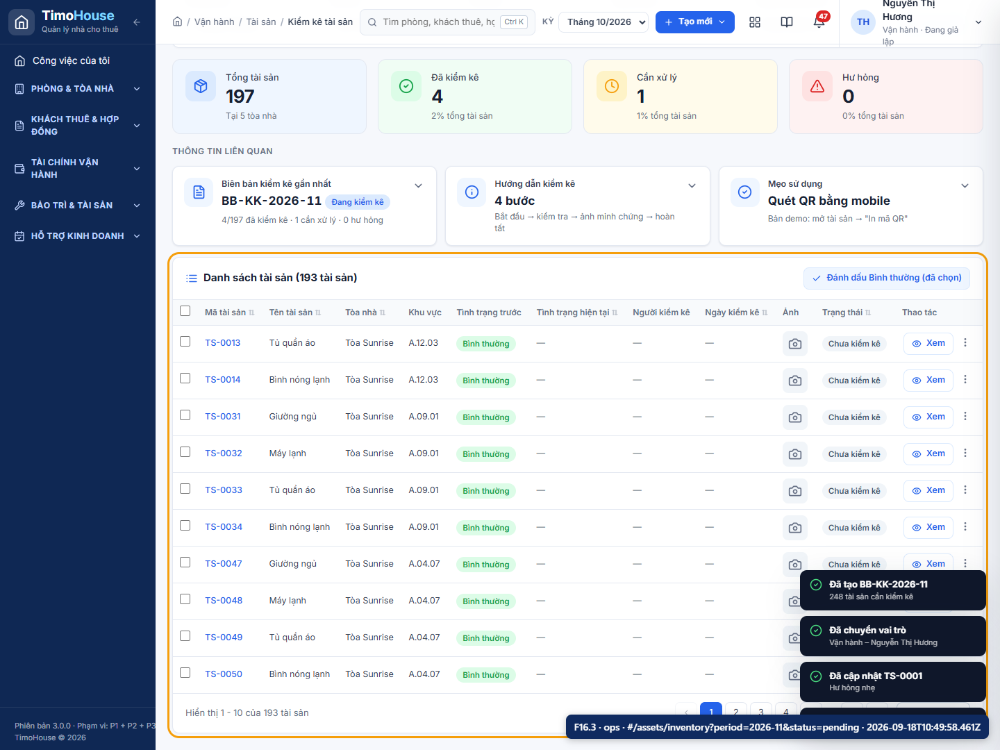 TimoHouse
Quản lý nhà cho thuê
Công việc của tôi
PHÒNG & TÒA NHÀ
KHÁCH THUÊ & HỢP ĐỒNG
TÀI CHÍNH VẬN HÀNH
BẢO TRÌ & TÀI SẢN
HỖ TRỢ KINH DOANH
Phiên bản 3.0.0 · Phạm vi: P1 + P2 + P3
TimoHouse © 2026
/ Vận hành / Tài sản / Kiểm kê tài sản
Tìm phòng, khách thuê, hợ
Ctrl K
KỲ
Tháng 10/2026
Tạo mới
47
TH
Nguyễn Thị Hương
Vận hành · Đang giả lập
Tổng tài sản
197
Tại 5 tòa nhà
Đã kiểm kê
4
2% tổng tài sản
Cần xử lý
1
1% tổng tài sản
Hư hỏng
0
0% tổng tài sản
THÔNG TIN LIÊN QUAN
Biên bản kiểm kê gần nhất
BB-KK-2026-11 Đang kiểm kê
4/197 đã kiểm kê · 1 cần xử lý · 0 hư hỏng
Hướng dẫn kiểm kê
4 bước
Bắt đầu → kiểm tra → ảnh minh chứng → hoàn tất
Mẹo sử dụng
Quét QR bằng mobile
Bản demo: mở tài sản → "In mã QR"
Danh sách tài sản (193 tài sản)
Đánh dấu Bình thường (đã chọn)
Mã tài sản Tên tài sản Tòa nhà Khu vực Tình trạng trước Tình trạng hiện tại Người kiểm kê Ngày kiểm kê Ảnh Trạng thái Thao tác
TS-0013 Tủ quần áo Tòa Sunrise A.12.03 Bình thường — — — Chưa kiểm kê Xem
TS-0014 Bình nóng lạnh Tòa Sunrise A.12.03 Bình thường — — — Chưa kiểm kê Xem
TS-0031 Giường ngủ Tòa Sunrise A.09.01 Bình thường — — — Chưa kiểm kê Xem
TS-0032 Máy lạnh Tòa Sunrise A.09.01 Bình thường — — — Chưa kiểm kê Xem
TS-0033 Tủ quần áo Tòa Sunrise A.09.01 Bình thường — — — Chưa kiểm kê Xem
TS-0034 Bình nóng lạnh Tòa Sunrise A.09.01 Bình thường — — — Chưa kiểm kê Xem
TS-0047 Giường ngủ Tòa Sunrise A.04.07 Bình thường — — — Chưa kiểm kê Xem
TS-0048 Máy lạnh Tòa Sunrise A.04.07 Bình thường — — —
TS-0049 Tủ quần áo Tòa Sunrise A.04.07 Bình thường — — —
TS-0050 Bình nóng lạnh Tòa Sunrise A.04.07 Bình thường — — —
Hiển thị 1 - 10 của 193 tài sản
1 2 3 4
Đã tạo BB-KK-2026-11
248 tài sản cần kiểm kê
Đã chuyển vai trò
Vận hành – Nguyễn Thị Hương
Đã cập nhật TS-0001
Hư hỏng nhẹ
F16.3 · ops · #/assets/inventory?period=2026-11&status=pending · 2026-09-18T10:49:58.461Z